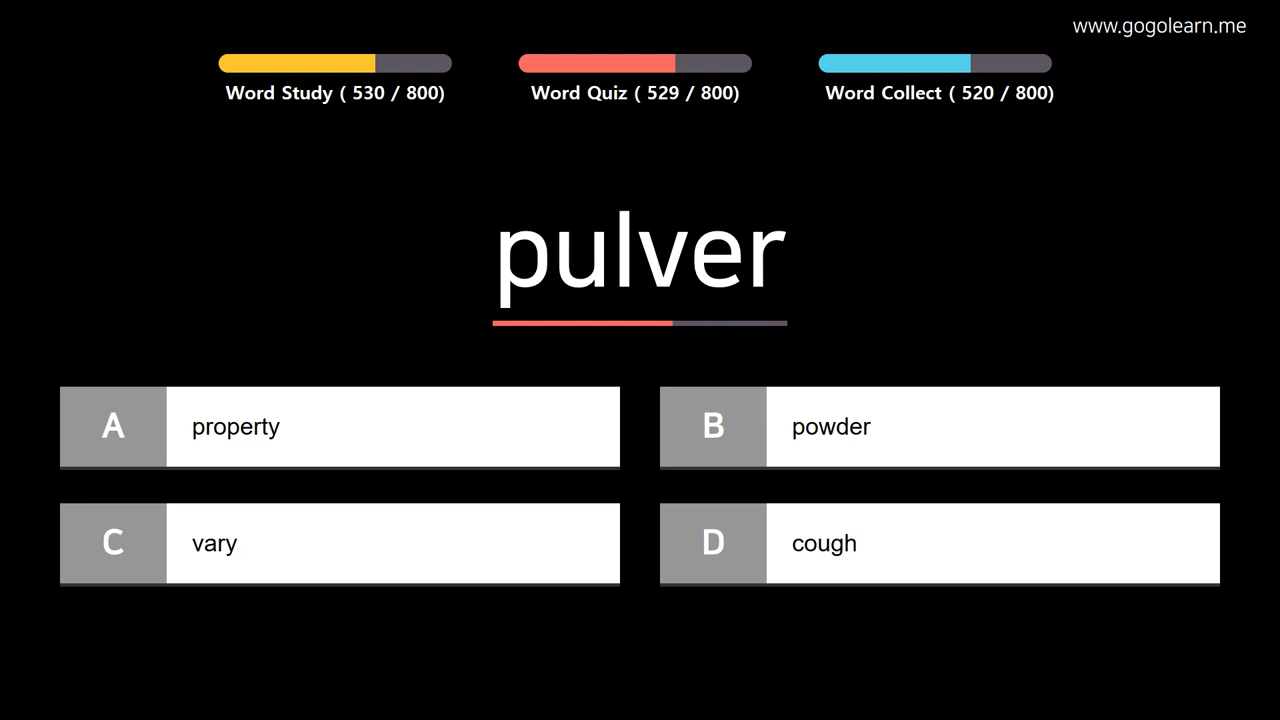 www.gogolearn.me
Word Study ( 530 / 800)
Word Quiz ( 529 / 800)
Word Collect ( 520 / 800)
pulver
A property
B powder
C vary
D cough